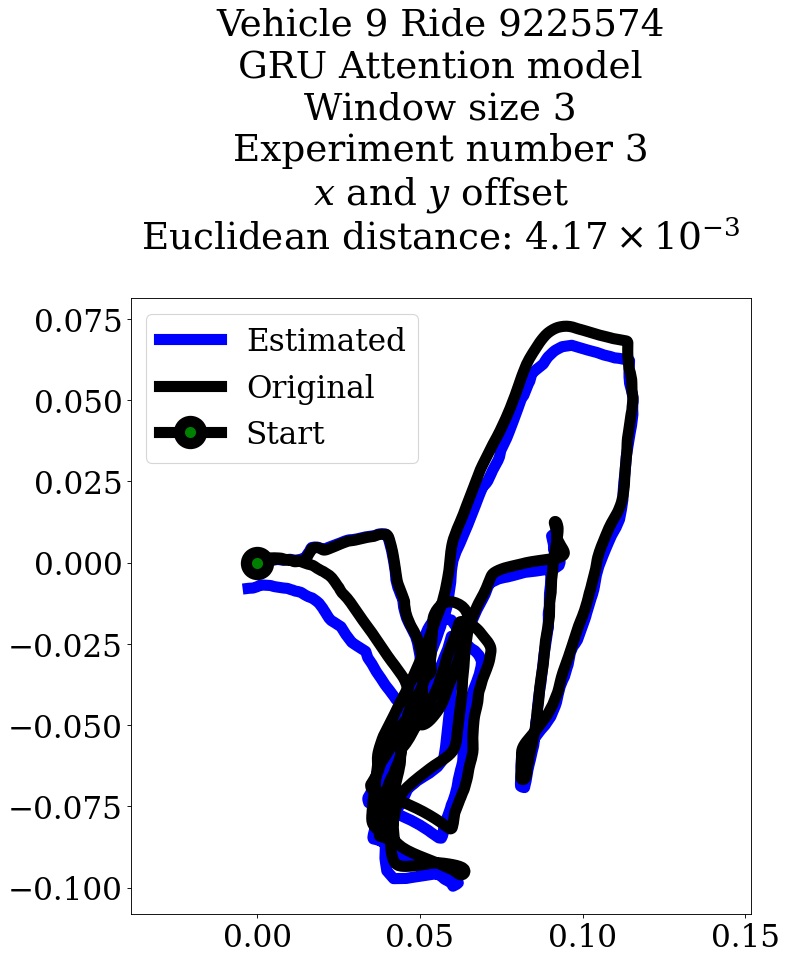 Vehicle 9 Ride 9225574
GRU Attention model
Window size 3
Experiment number 3
x and y offset
Euclidean distance: 4.17 × 10⁻³
Estimated
Original
Start
0.075
0.050
0.025
0.000
−0.025
−0.050
−0.075
−0.100
0.00 0.05 0.10 0.15